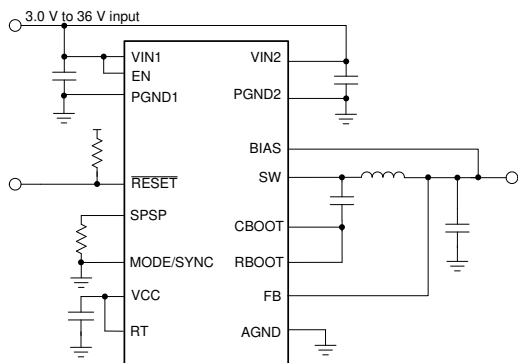 3.0 V to 36 V input
VIN1
EN
PGND1
RESET
SPSP
MODE/SYNC
VCC
RT
VIN2
PGND2
BIAS
SW
CBOOT
RBOOT
FB
AGND